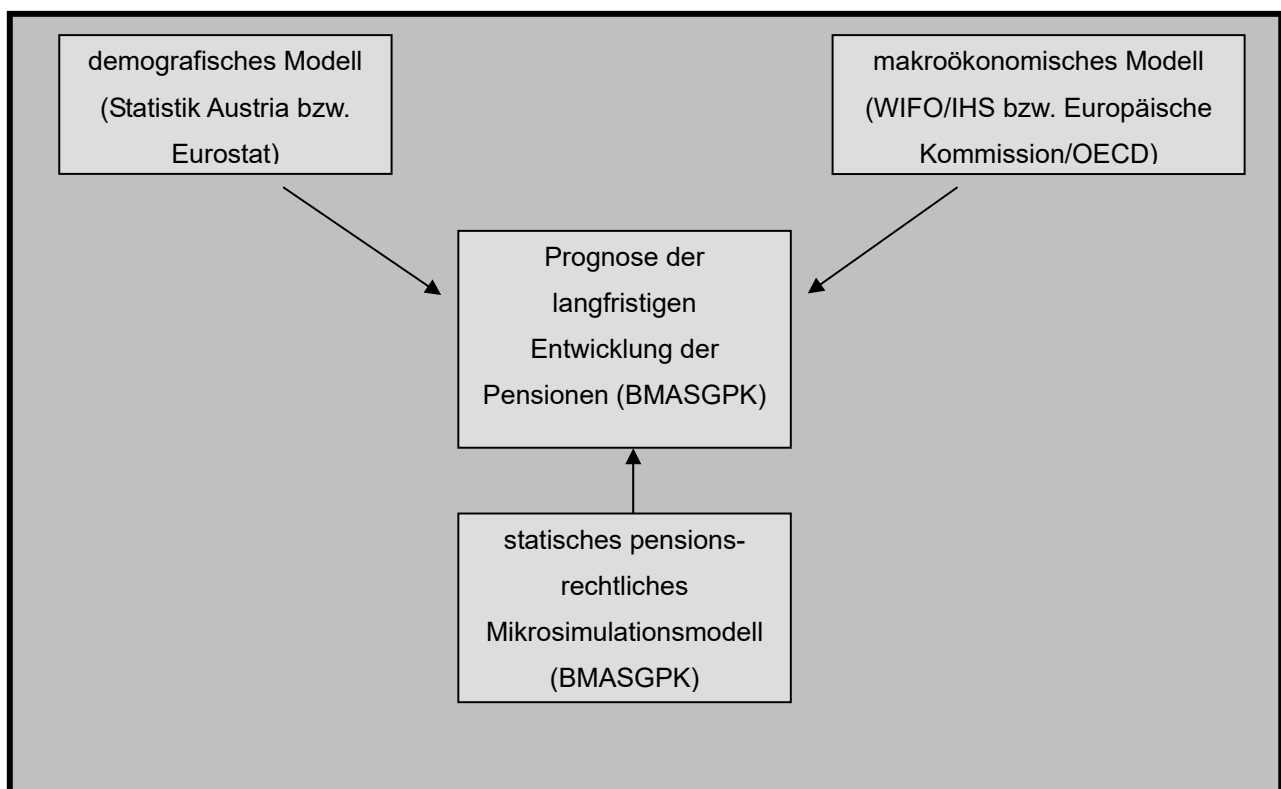 demografisches Modell
(Statistik Austria bzw.
Eurostat)
makroökonomisches Modell
(WIFO/IHS bzw. Europäische
Kommission/OECD)
Prognose der
langfristigen
Entwicklung der
Pensionen (BMASGPK)
statisches pensions-
rechtliches
Mikrosimulationsmodell
(BMASGPK)